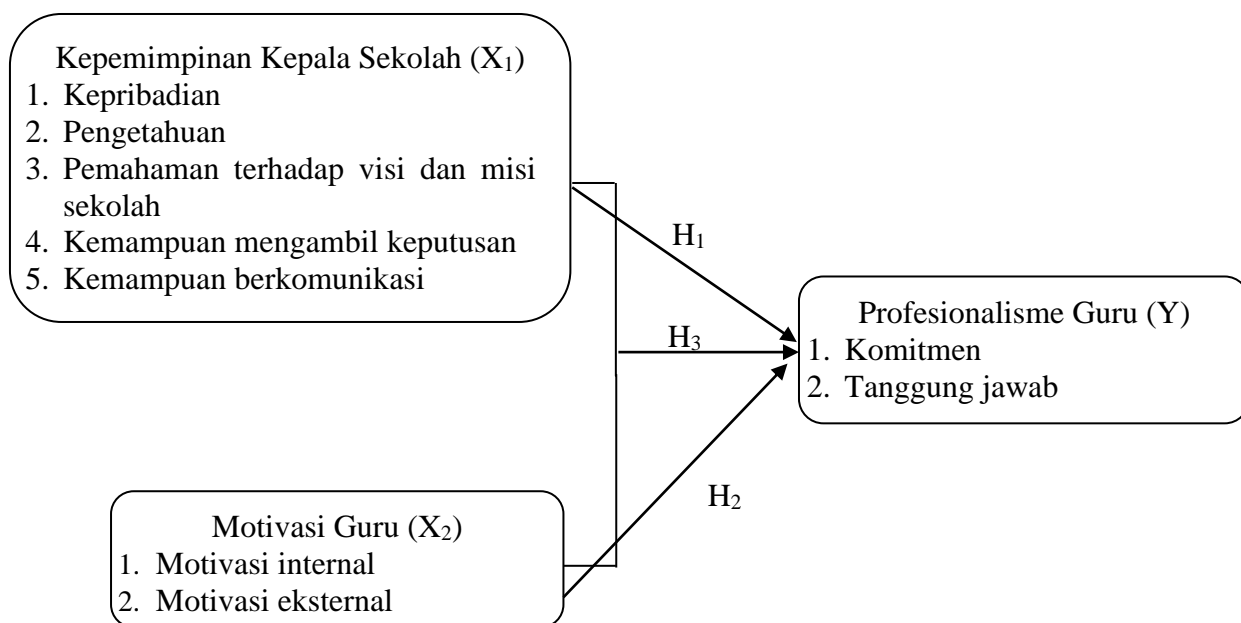 Kepemimpinan Kepala Sekolah (X₁)
1. Kepribadian
2. Pengetahuan
3. Pemahaman terhadap visi dan misi
sekolah
4. Kemampuan mengambil keputusan
5. Kemampuan berkomunikasi
H₁
Profesionalisme Guru (Y)
1. Komitmen
2. Tanggung jawab
H₃
H₂
Motivasi Guru (X₂)
1. Motivasi internal
2. Motivasi eksternal